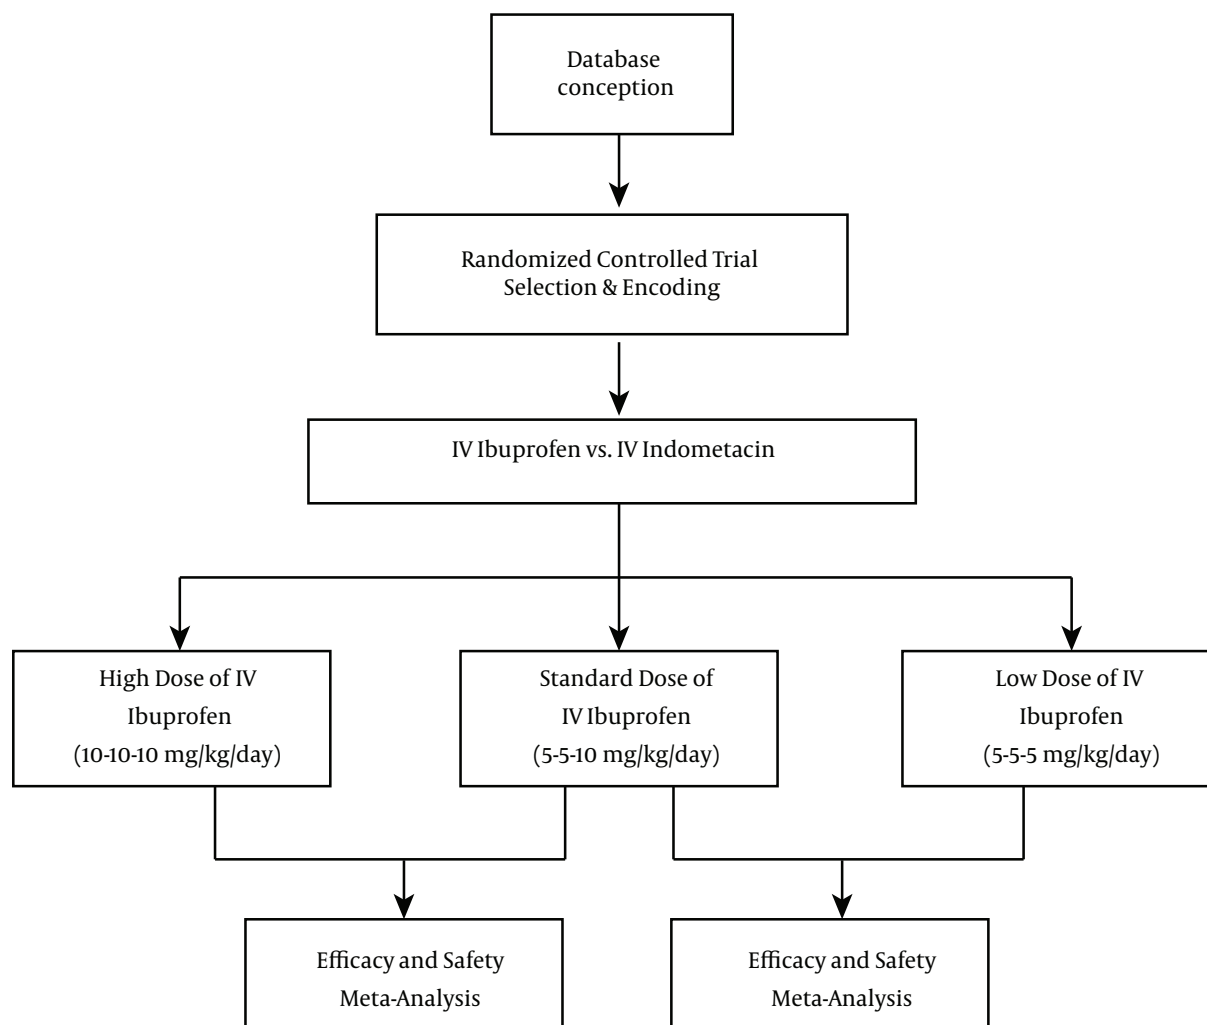 Database
conception
Randomized Controlled Trial
Selection & Encoding
IV Ibuprofen vs. IV Indometacin
High Dose of IV
Ibuprofen
(10-10-10 mg/kg/day)
Standard Dose of
IV Ibuprofen
(5-5-10 mg/kg/day)
Low Dose of IV
Ibuprofen
(5-5-5 mg/kg/day)
Efficacy and Safety
Meta-Analysis
Efficacy and Safety
Meta-Analysis